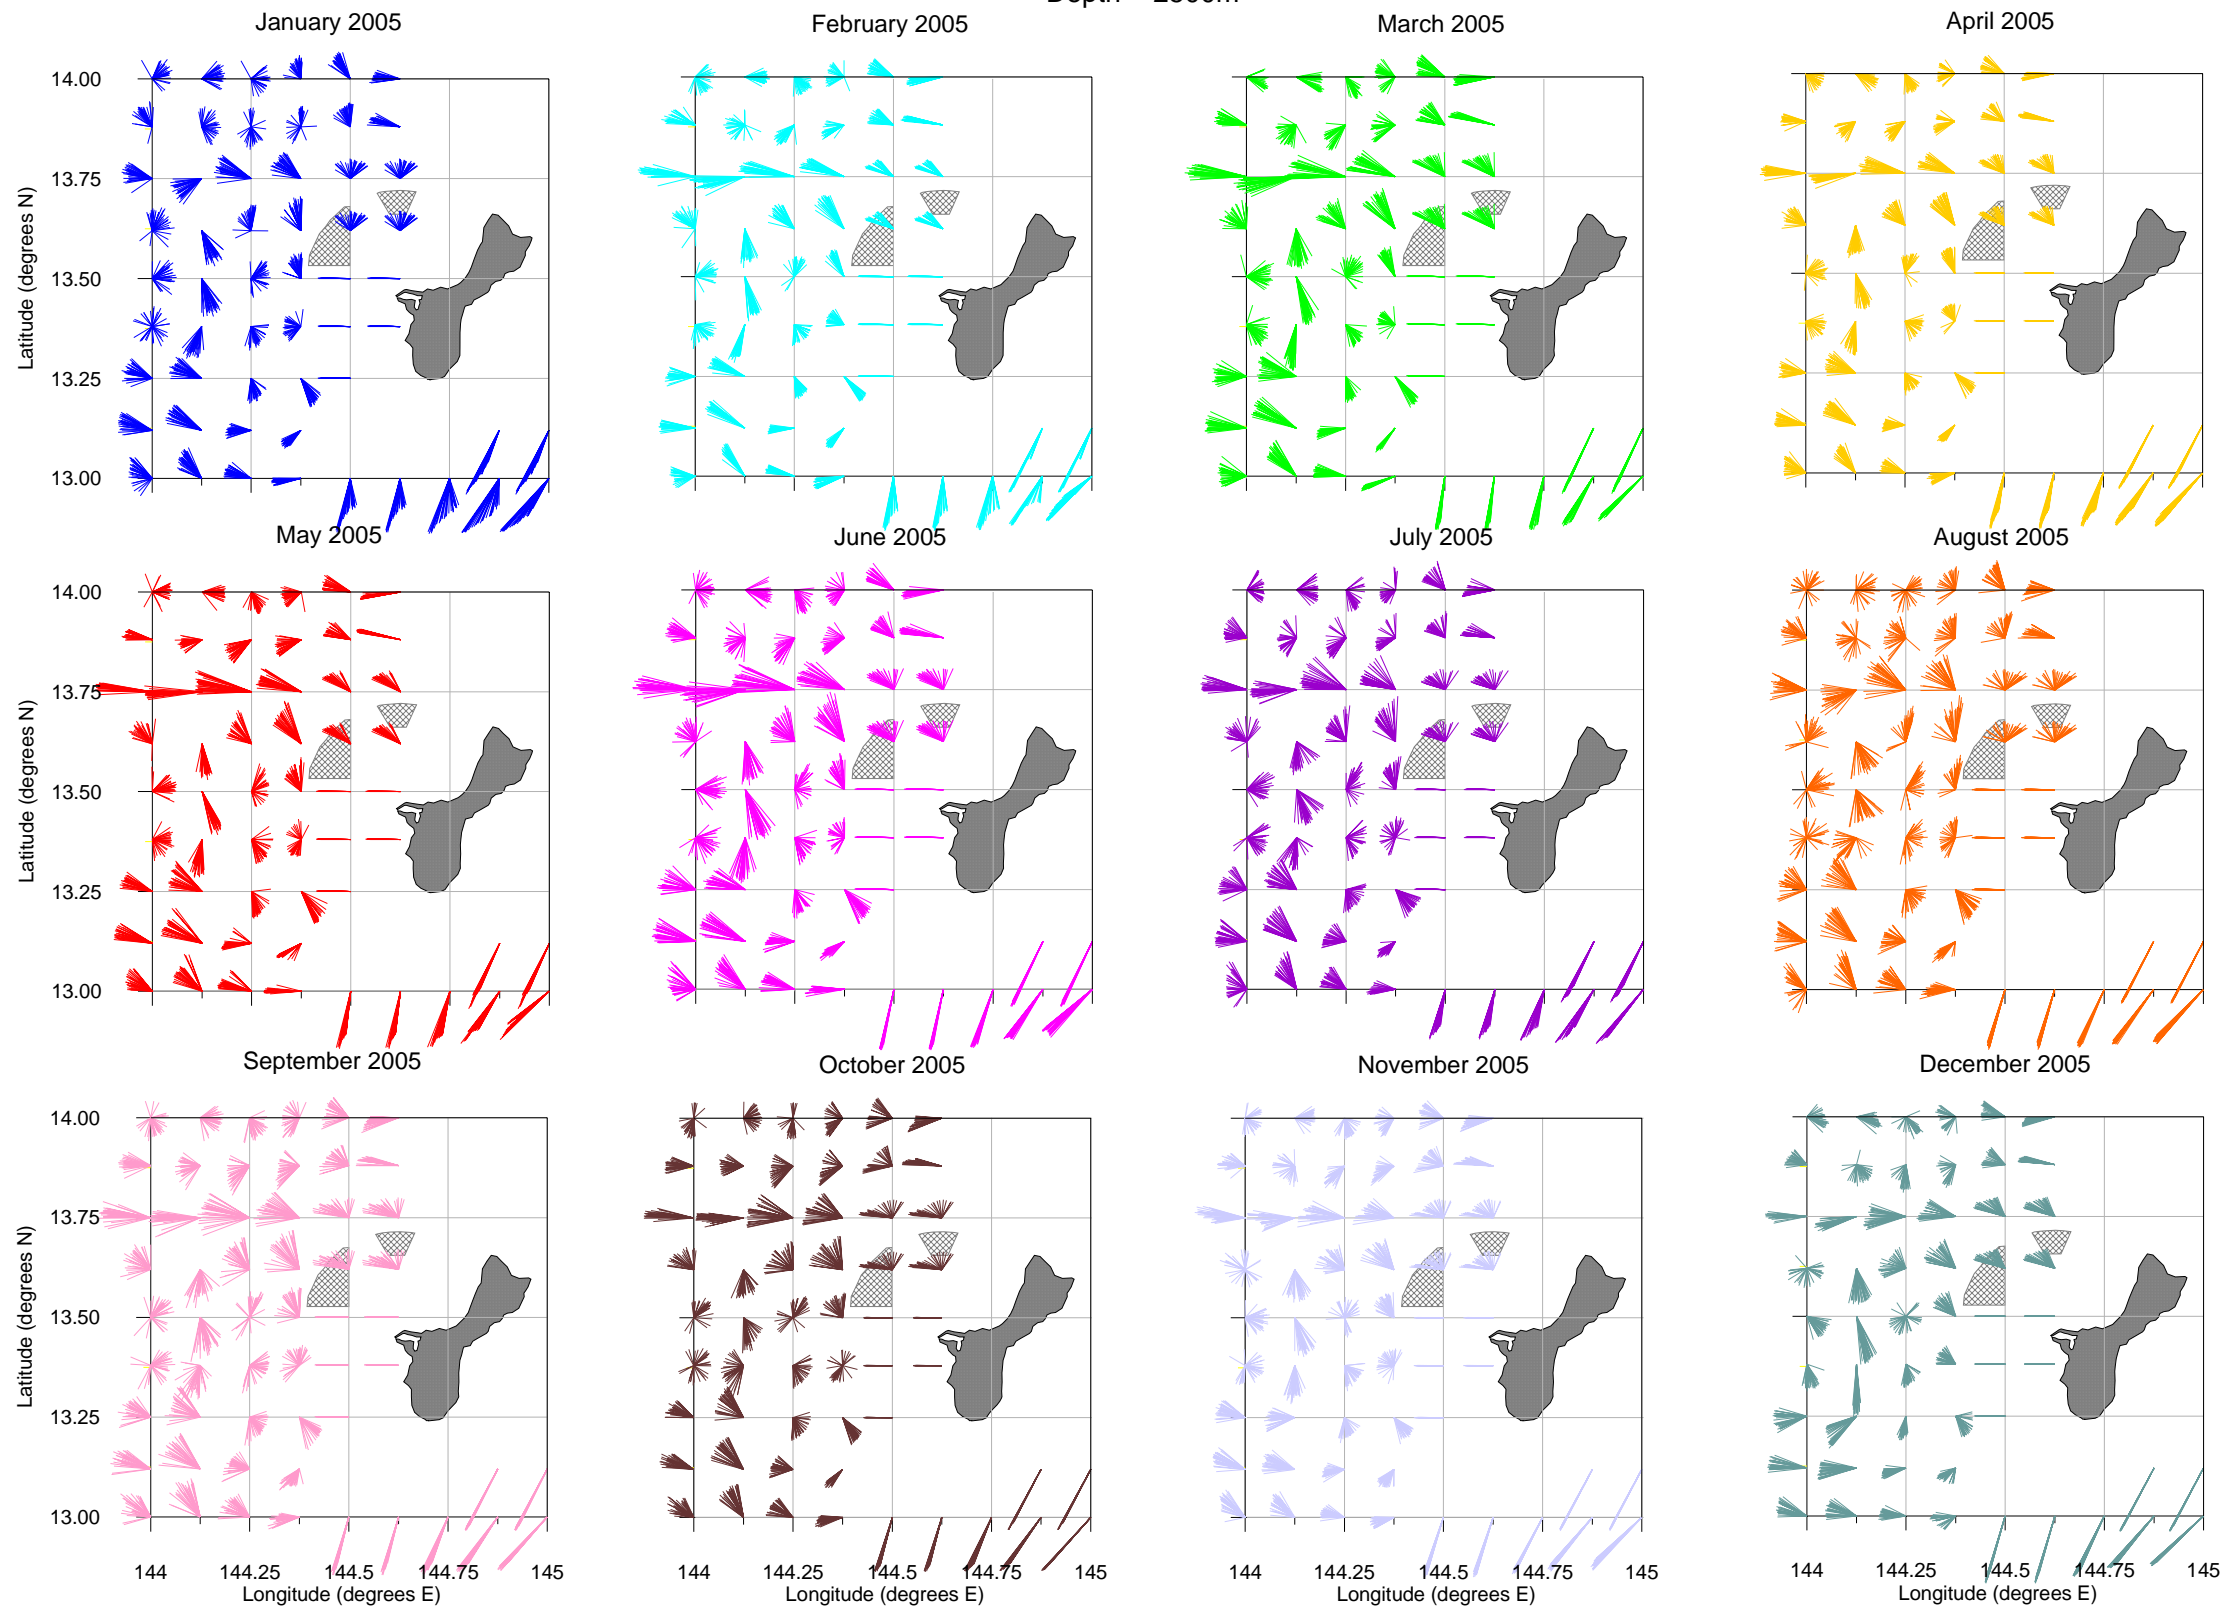 January 2005
February 2005
March 2005
April 2005
14.00
13.75
13.50
13.25
13.00
Latitude (degrees N)
May 2005
June 2005
July 2005
August 2005
14.00
13.75
13.50
13.25
13.00
Latitude (degrees N)
September 2005
October 2005
November 2005
December 2005
14.00
13.75
13.50
13.25
13.00
Latitude (degrees N)
144 144.25 144.5 144.75 145
144 144.25 144.5 144.75 145
144 144.25 144.5 144.75 145
144 144.25 144.5 144.75 145
Longitude (degrees E)
Longitude (degrees E)
Longitude (degrees E)
Longitude (degrees E)